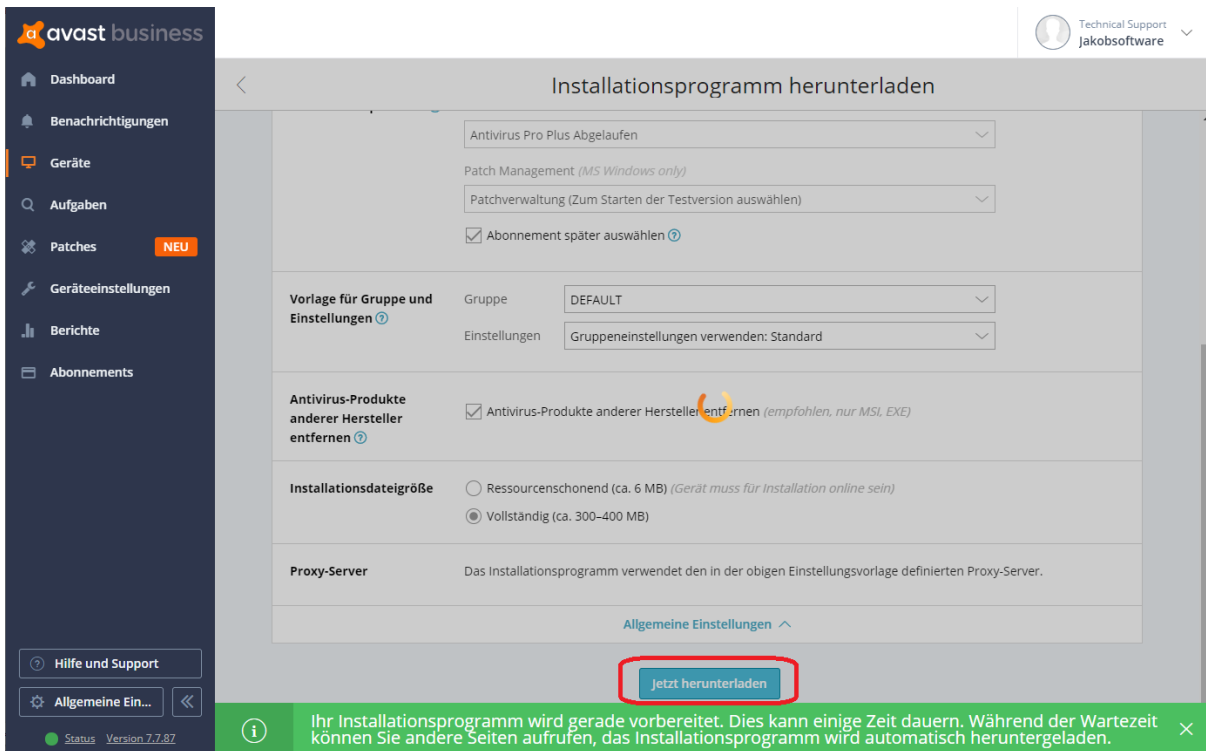 avast business
Technical Support
Jakobsoftware
Dashboard
Benachrichtigungen
Geräte
Aufgaben
Patches NEU
Geräteeinstellungen
Berichte
Abonnements
Hilfe und Support
Allgemeine Ein...
Status Version 7.7.87
Installationsprogramm herunterladen
Antivirus Pro Plus Abgelaufen
Patch Management (MS Windows only)
Patchverwaltung (Zum Starten der Testversion auswählen)
Abonnement später auswählen ?
Vorlage für Gruppe und
Einstellungen ?
Gruppe DEFAULT
Einstellungen Gruppeneinstellungen verwenden: Standard
Antivirus-Produkte
anderer Hersteller
entfernen ?
Antivirus-Produkte anderer Hersteller entfernen (empfohlen, nur MSI, EXE)
Installationsdateigröße
Ressourcenschonend (ca. 6 MB) (Gerät muss für Installation online sein)
Vollständig (ca. 300–400 MB)
Proxy-Server
Das Installationsprogramm verwendet den in der obigen Einstellungsvorlage definierten Proxy-Server.
Allgemeine Einstellungen
Jetzt herunterladen
Ihr Installationsprogramm wird gerade vorbereitet. Dies kann einige Zeit dauern. Während der Wartezeit
können Sie andere Seiten aufrufen, das Installationsprogramm wird automatisch heruntergeladen.